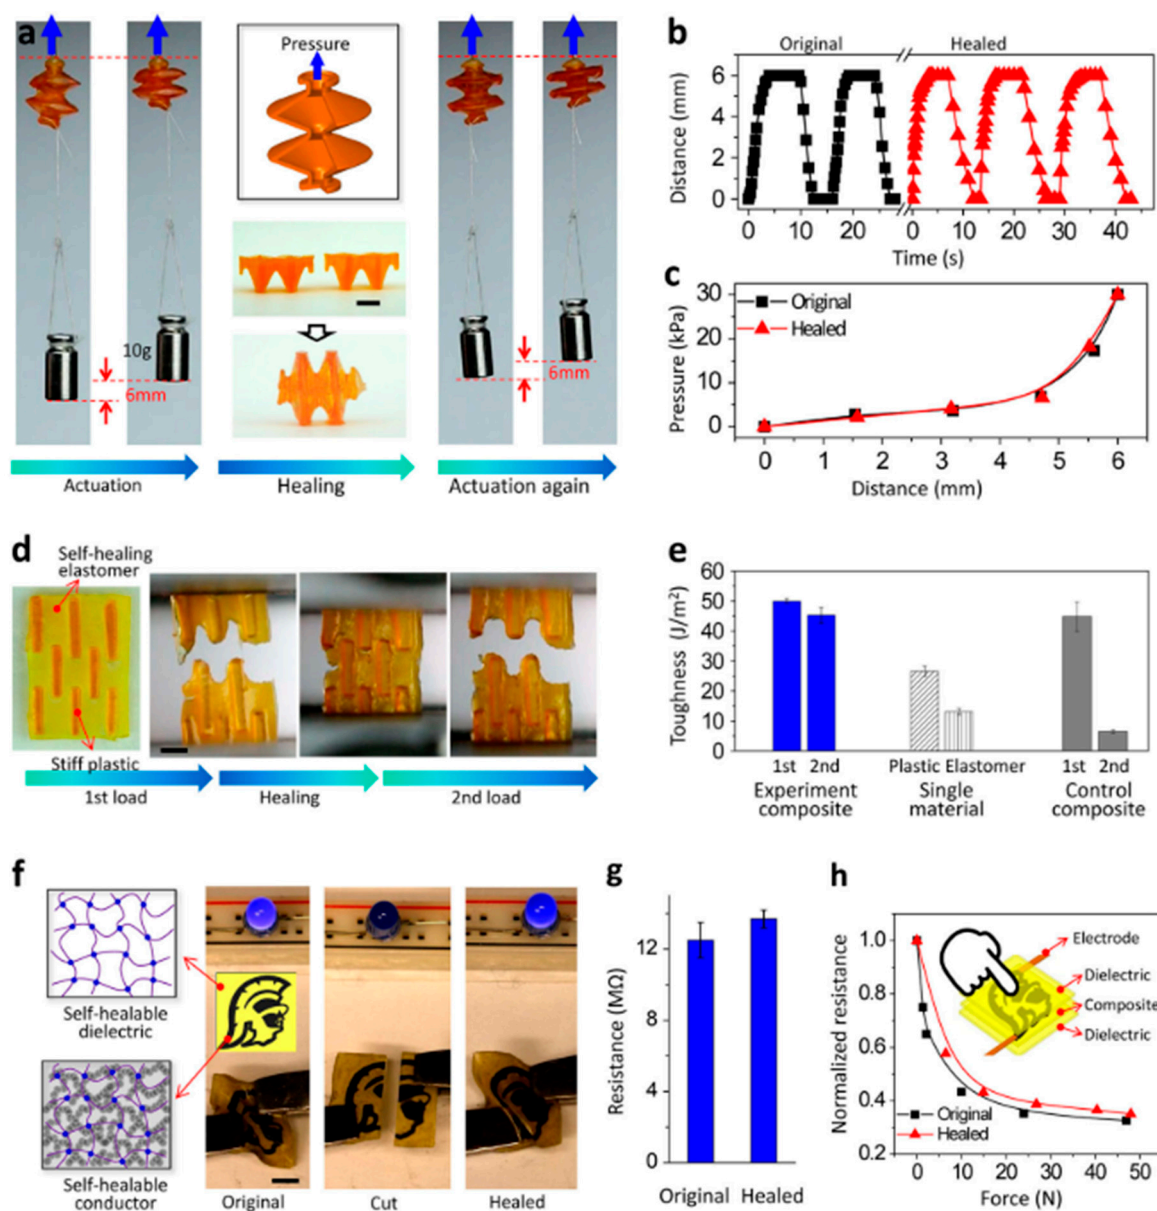 a
Pressure
10g
6mm
6mm
Actuation
Healing
Actuation again
b
Original
Healed
Distance (mm)
6
4
2
0
0 10 20 0 10 20 30 40
Time (s)
c
Original
Healed
Pressure (kPa)
30
20
10
0
0 1 2 3 4 5 6
Distance (mm)
d
Self-healing
elastomer
Stiff plastic
1st load
Healing
2nd load
e
Toughness (J/m²)
60
50
40
30
20
10
0
1st 2nd Plastic Elastomer 1st 2nd
Experiment Single Control
composite material composite
f
Self-healable
dielectric
Self-healable
conductor
Original
Cut
Healed
g
Resistance (MΩ)
12
8
4
0
Original Healed
h
Normalized resistance
1.0
0.8
0.6
0.4
0.2
Electrode
Dielectric
Composite
Dielectric
Original
Healed
0 10 20 30 40 50
Force (N)